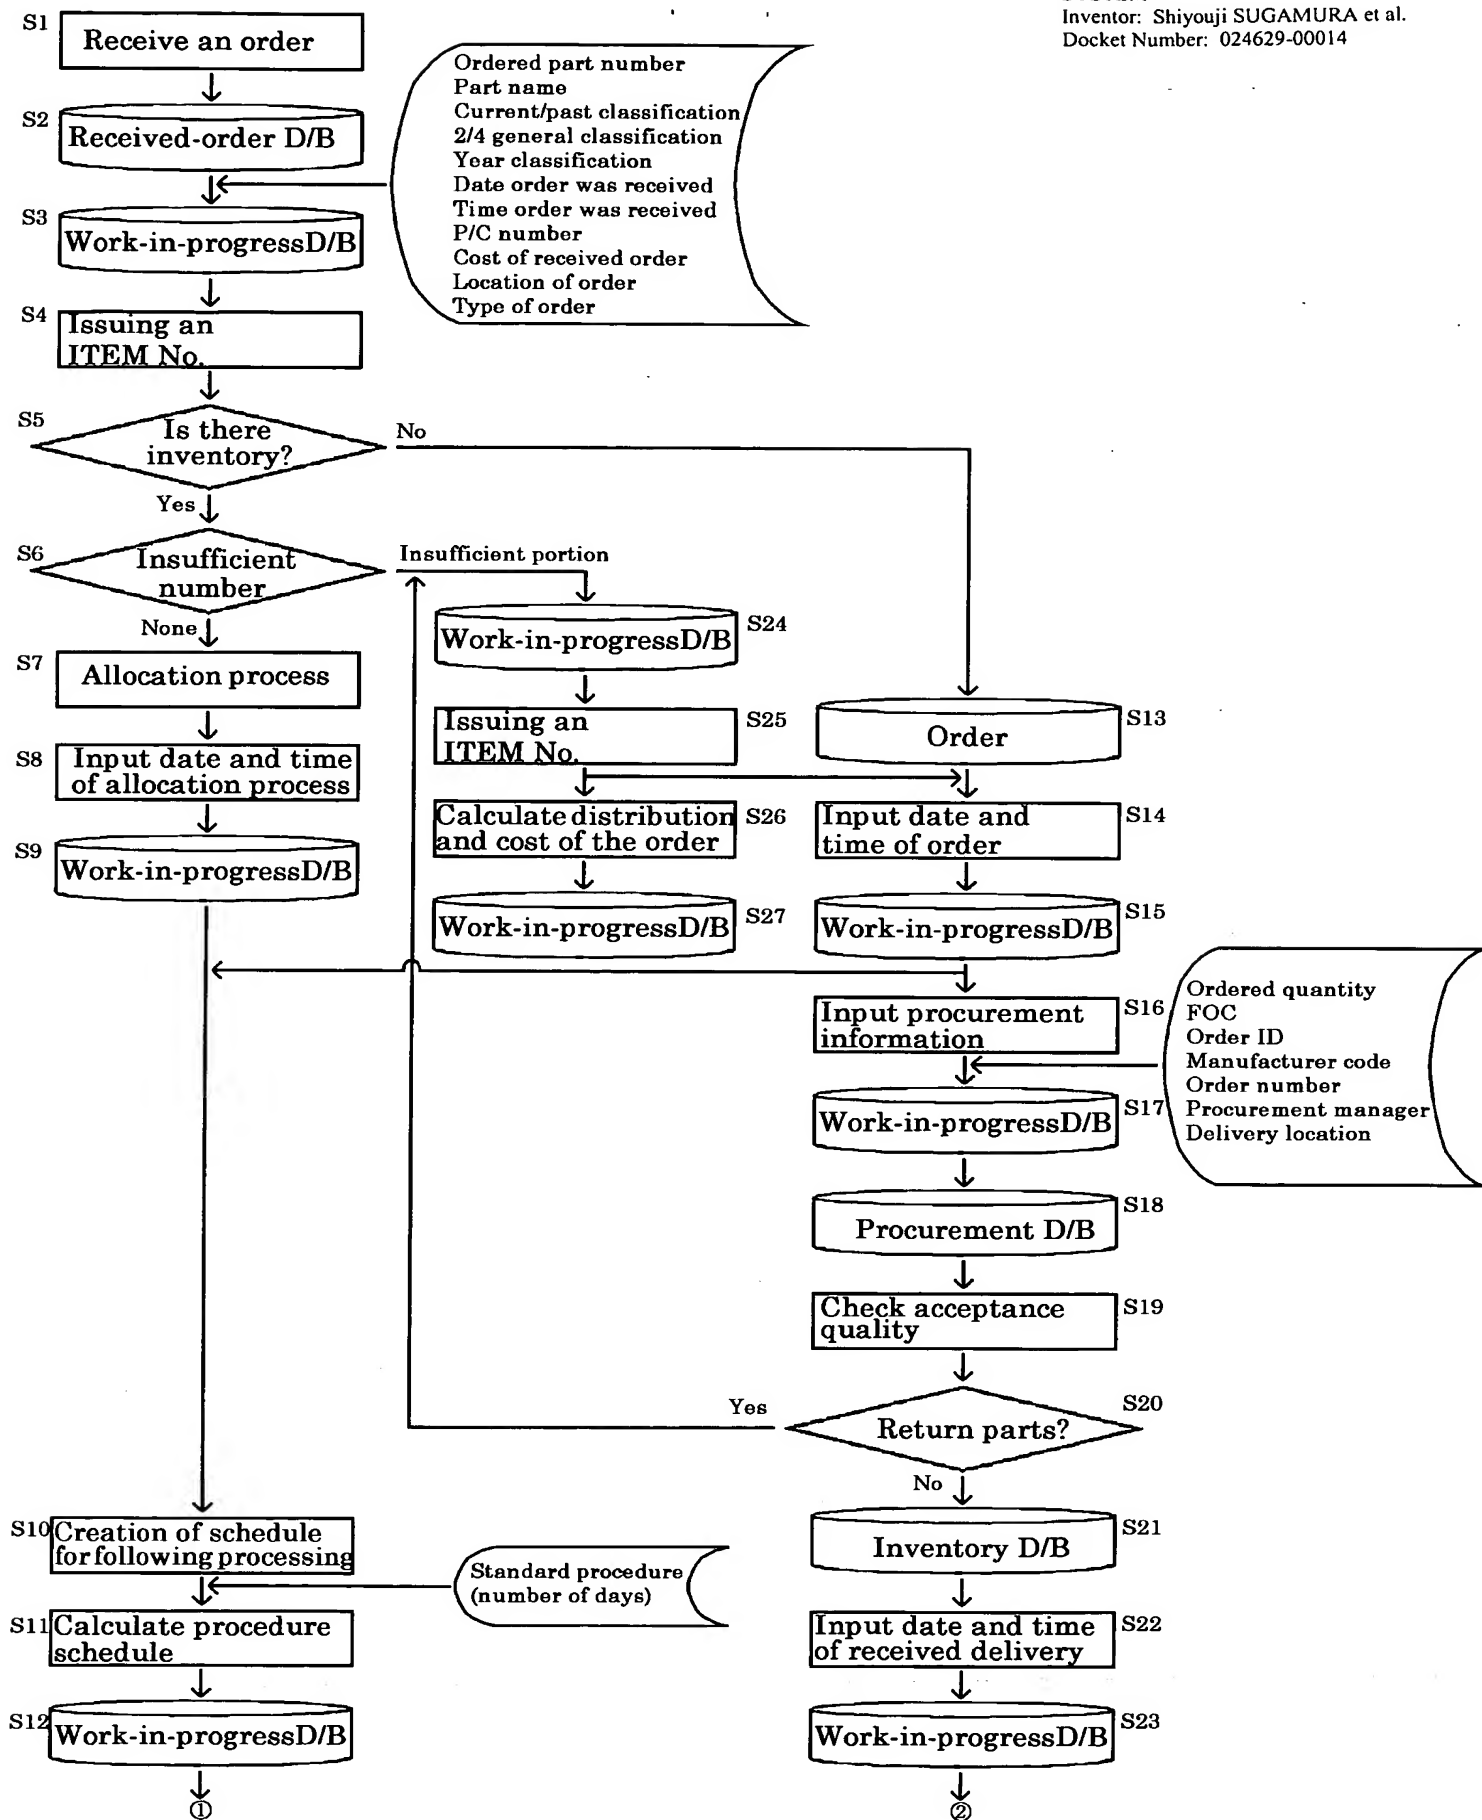 Inventor: Shiyouji SUGAMURA et al.
Docket Number: 024629-00014
S1
Receive an order
S2
Received-order D/B
Ordered part number
Part name
Current/past classification
2/4 general classification
Year classification
Date order was received
Time order was received
P/C number
Cost of received order
Location of order
Type of order
S3
Work-in-progressD/B
S4
Issuing an
ITEM No.
S5
Is there
inventory?
No
Yes
S6
Insufficient
number
Insufficient portion
None
S7
Allocation process
S8
Input date and time
of allocation process
S9
Work-in-progressD/B
Work-in-progressD/B
S24
Issuing an
ITEM No.
S25
Calculate distribution
and cost of the order
S26
Work-in-progressD/B
S27
Order
S13
Input date and
time of order
S14
Work-in-progressD/B
S15
Input procurement
information
S16
Ordered quantity
FOC
Order ID
Manufacturer code
Order number
Procurement manager
Delivery location
Work-in-progressD/B
S17
Procurement D/B
S18
Check acceptance
quality
S19
Return parts?
S20
Yes
No
Inventory D/B
S21
Input date and time
of received delivery
S22
Work-in-progressD/B
S23
②
S10
Creation of schedule
for following processing
Standard procedure
(number of days)
S11
Calculate procedure
schedule
S12
Work-in-progressD/B
①